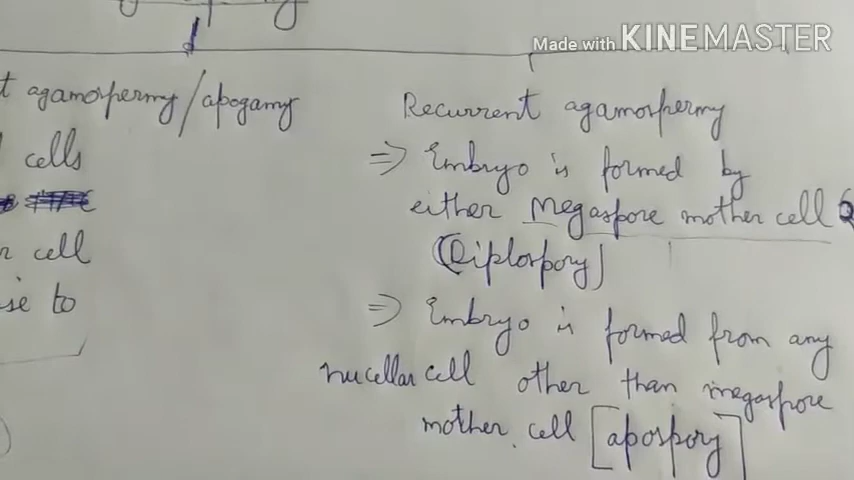 Made with KINEMASTER
t agamospermy/apogamy
cells
cell
se to
Recurrent agamospermy
⇒ Embryo is formed by
either Megaspore mother cell
(Diplospory)
⇒ Embryo is formed from any
nucellar cell other than megaspore
mother cell [apospory]